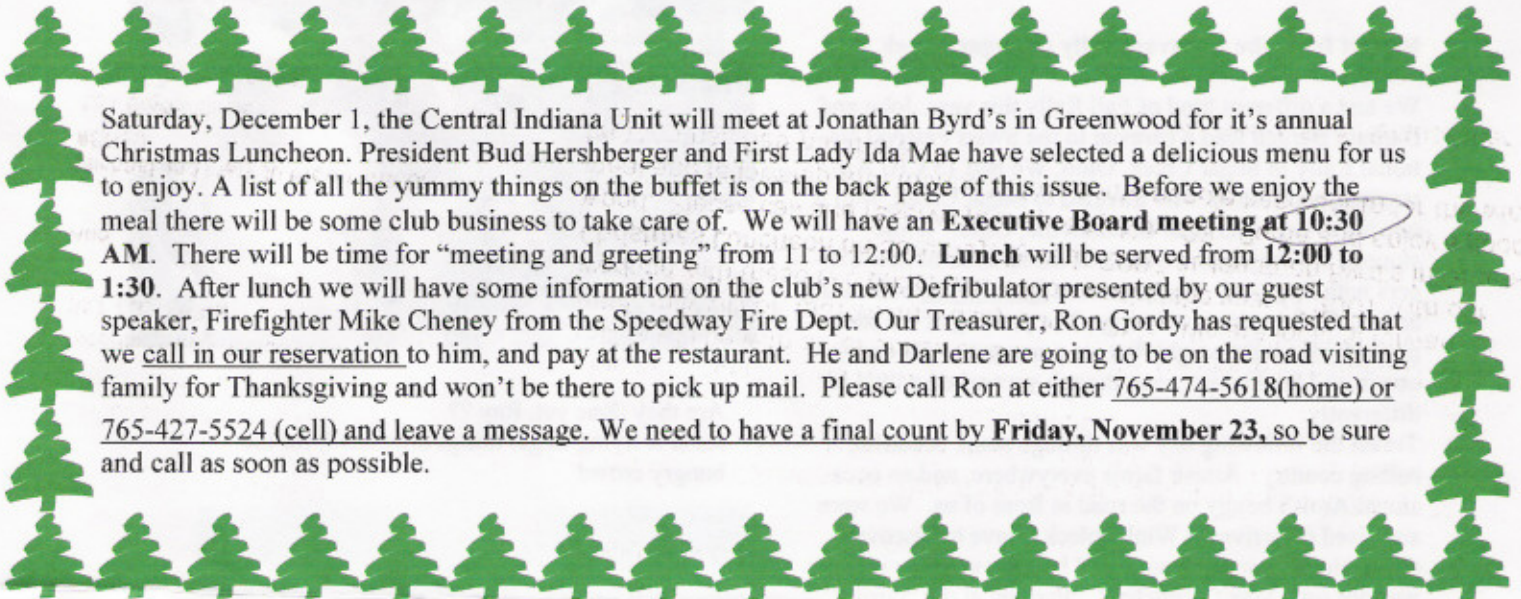 Saturday, December 1, the Central Indiana Unit will meet at Jonathan Byrd's in Greenwood for it's annual
Christmas Luncheon. President Bud Hershberger and First Lady Ida Mae have selected a delicious menu for us
to enjoy. A list of all the yummy things on the buffet is on the back page of this issue. Before we enjoy the
meal there will be some club business to take care of. We will have an Executive Board meeting at 10:30
AM. There will be time for "meeting and greeting" from 11 to 12:00. Lunch will be served from 12:00 to
1:30. After lunch we will have some information on the club's new Defribulator presented by our guest
speaker, Firefighter Mike Cheney from the Speedway Fire Dept. Our Treasurer, Ron Gordy has requested that
we call in our reservation to him, and pay at the restaurant. He and Darlene are going to be on the road visiting
family for Thanksgiving and won't be there to pick up mail. Please call Ron at either 765-474-5618(home) or
765-427-5524 (cell) and leave a message. We need to have a final count by Friday, November 23, so be sure
and call as soon as possible.